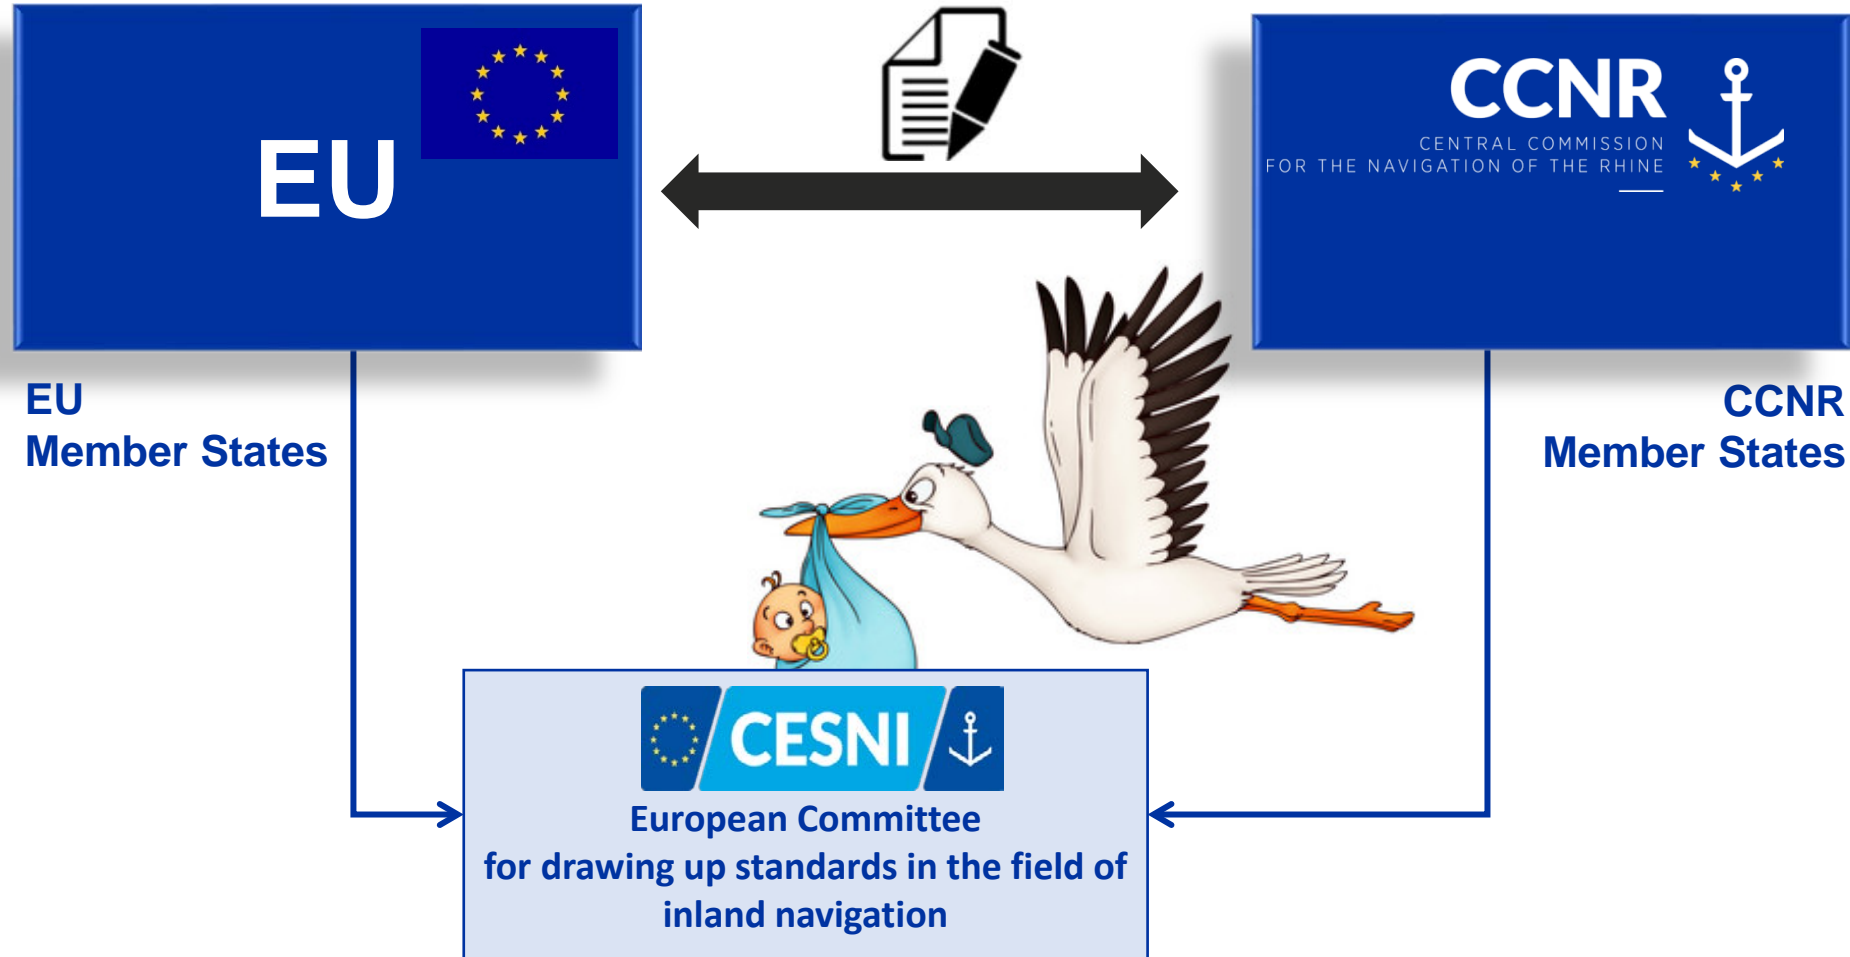 EU
CCNR
CENTRAL COMMISSION
FOR THE NAVIGATION OF THE RHINE
EU
Member States
CCNR
Member States
CESNI
European Committee
for drawing up standards in the field of
inland navigation